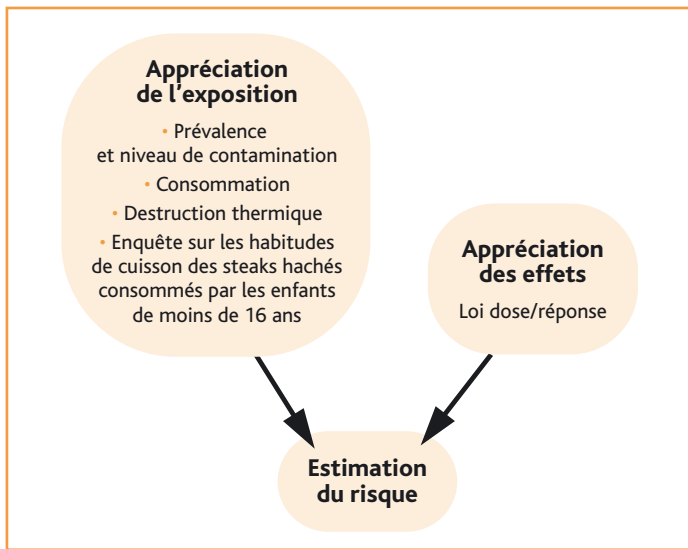 Appréciation
de l'exposition
• Prévalence
et niveau de contamination
• Consommation
• Destruction thermique
• Enquête sur les habitudes
de cuisson des steaks hachés
consommés par les enfants
de moins de 16 ans
Appréciation
des effets
Loi dose/réponse
Estimation
du risque